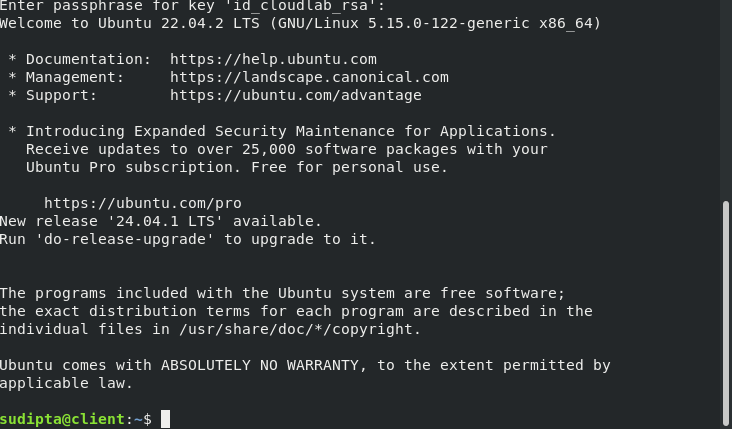 Enter passphrase for key 'id_cloudlab_rsa':
Welcome to Ubuntu 22.04.2 LTS (GNU/Linux 5.15.0-122-generic x86_64)
* Documentation:  https://help.ubuntu.com
* Management:     https://landscape.canonical.com
* Support:        https://ubuntu.com/advantage
* Introducing Expanded Security Maintenance for Applications.
Receive updates to over 25,000 software packages with your
Ubuntu Pro subscription. Free for personal use.
https://ubuntu.com/pro
New release '24.04.1 LTS' available.
Run 'do-release-upgrade' to upgrade to it.
The programs included with the Ubuntu system are free software;
the exact distribution terms for each program are described in the
individual files in /usr/share/doc/*/copyright.
Ubuntu comes with ABSOLUTELY NO WARRANTY, to the extent permitted by
applicable law.
sudipta@client:~$